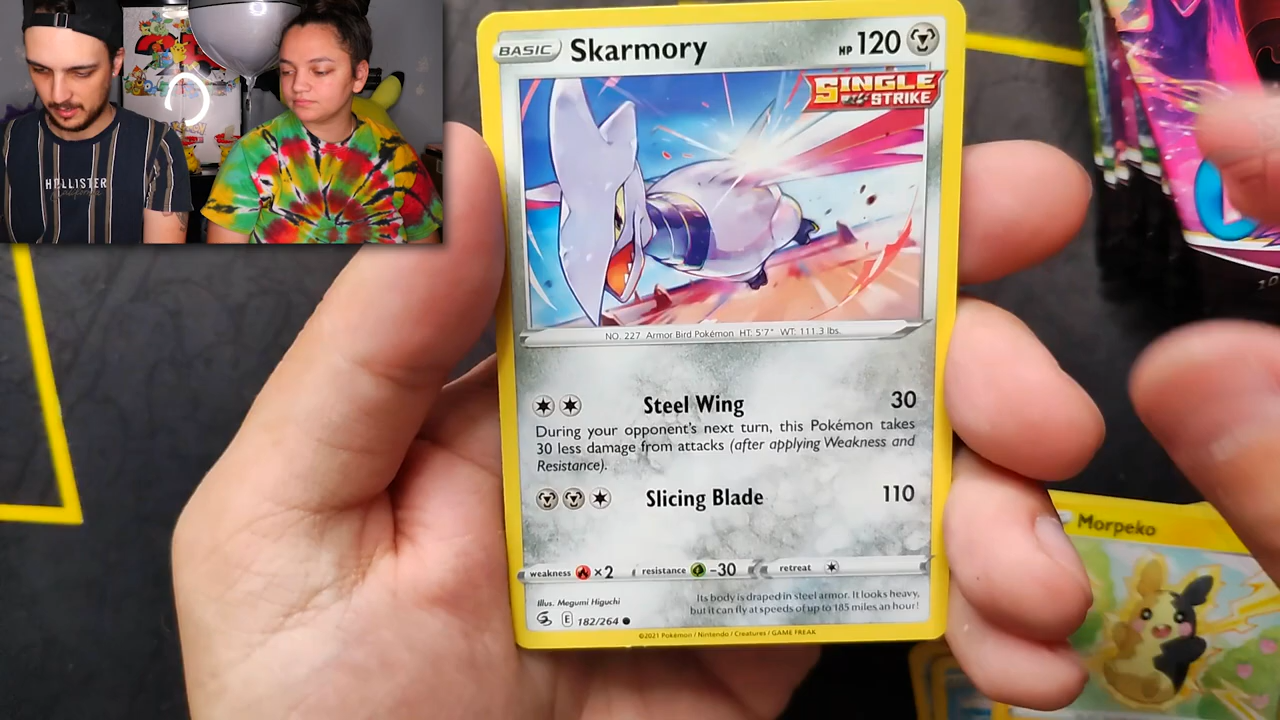 HOLLISTER
BASIC Skarmory HP 120
SINGLE
STRIKE
NO. 227 Armor Bird Pokémon HT: 5'7" WT: 111.3 lbs.
Steel Wing 30
During your opponent's next turn, this Pokémon takes
30 less damage from attacks (after applying Weakness and
Resistance).
Slicing Blade 110
weakness ×2 resistance -30 retreat
Its body is draped in steel armor. It looks heavy,
but it can fly at speeds of up to 185 miles an hour!
Illus. Megumi Higuchi
E 182/264
©2021 Pokémon / Nintendo / Creatures / GAME FREAK
Morpeko